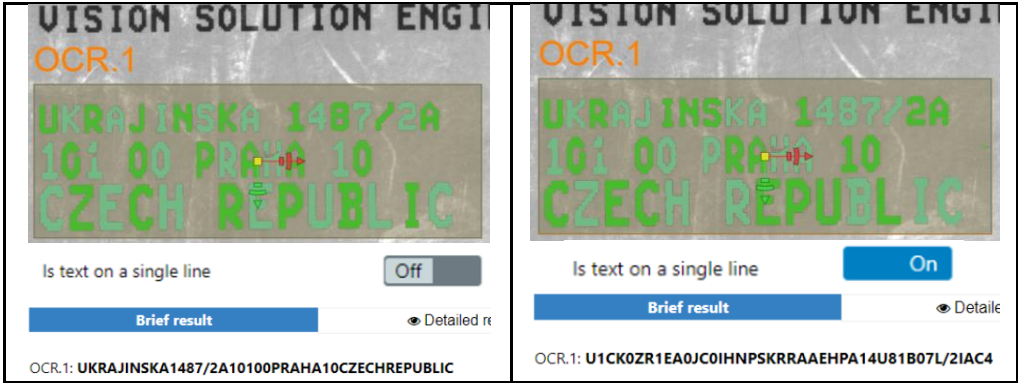 VISION SOLUTION ENGI
OCR.1
UKRAJINSKA 1487/2A
101 00 PRAHA 10
CZECH REPUBLIC
Is text on a single line
Off
Brief result
Detailed re
OCR.1: UKRAJINSKA1487/2A10100PRAHA10CZECHREPUBLIC
VISION SOLUTION ENGI
OCR.1
UKRAJINSKA 1487/2A
101 00 PRAHA 10
CZECH REPUBLIC
Is text on a single line
On
Brief result
Detaile
OCR.1: U1CK0ZR1EA0JC0IHNPSKRRAAEHPA14U81B07L/2IAC4